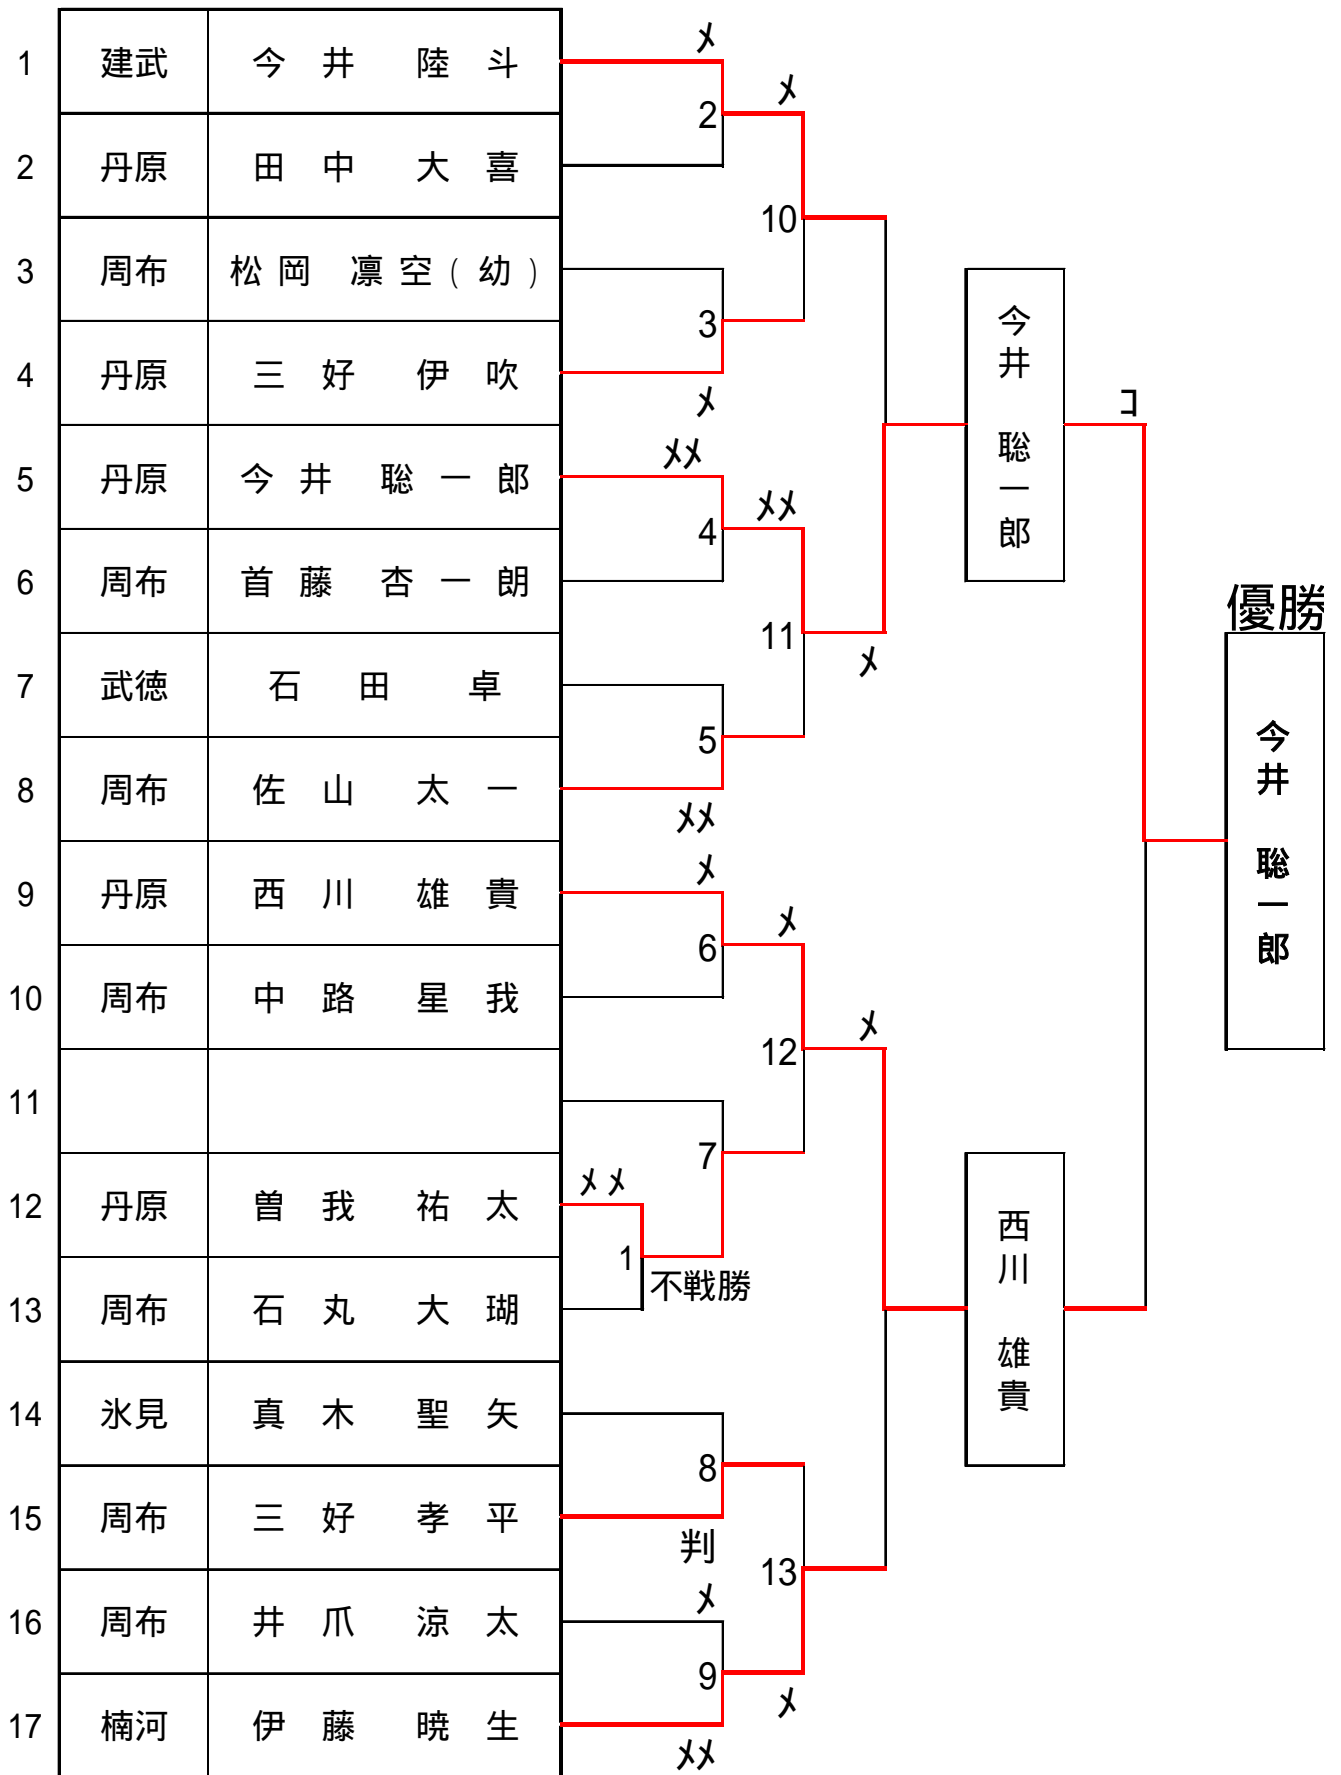 メ
1 建武 今井 陸斗
メ
2
2 丹原 田中 大喜
10
3 周布 松岡 凛空(幼)
3
今井 聡一郎
4 丹原 三好 伊吹
メ
コ
メメ
5 丹原 今井 聡一郎
メメ
4
6 周布 首藤 杏一朗
優勝
11
メ
7 武徳 石田 卓
5
今井 聡一郎
8 周布 佐山 太一
メメ
メ
9 丹原 西川 雄貴
メ
6
10 周布 中路 星我
メ
12
11
7
メメ
12 丹原 曽我 祐太
1
西川 雄貴
不戦勝
13 周布 石丸 大瑚
14 氷見 真木 聖矢
8
15 周布 三好 孝平
判
13
メ
16 周布 井爪 涼太
9
メ
17 楠河 伊藤 暁生
メメ